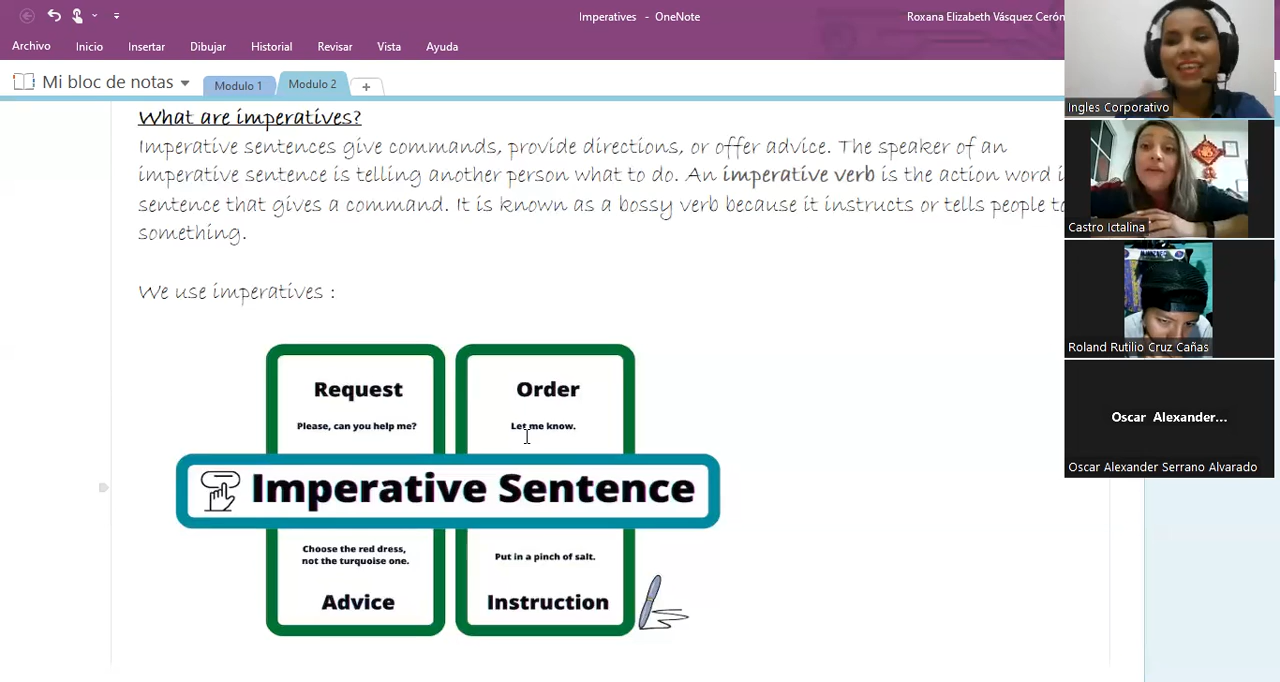 Imperatives - OneNote
Roxana Elizabeth Vásquez Cerón
Archivo Inicio Insertar Dibujar Historial Revisar Vista Ayuda
Mi bloc de notas Modulo 1 Modulo 2 +
What are imperatives?
Imperative sentences give commands, provide directions, or offer advice. The speaker of an
imperative sentence is telling another person what to do. An imperative verb is the action word
sentence that gives a command. It is known as a bossy verb because it instructs or tells people to
something.
We use imperatives :
Request
Please, can you help me?
Order
Let me know.
Imperative Sentence
Choose the red dress,
not the turquoise one.
Advice
Put in a pinch of salt.
Instruction
Ingles Corporativo
Castro Ictalina
Roland Rutilio Cruz Cañas
Oscar Alexander...
Oscar Alexander Serrano Alvarado